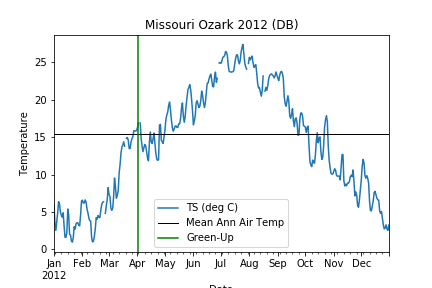 Missouri Ozark 2012 (DB)
Temperature
25
20
15
10
5
0
TS (deg C)
Mean Ann Air Temp
Green-Up
Jan Feb Mar Apr May Jun Jul Aug Sep Oct Nov Dec
2012